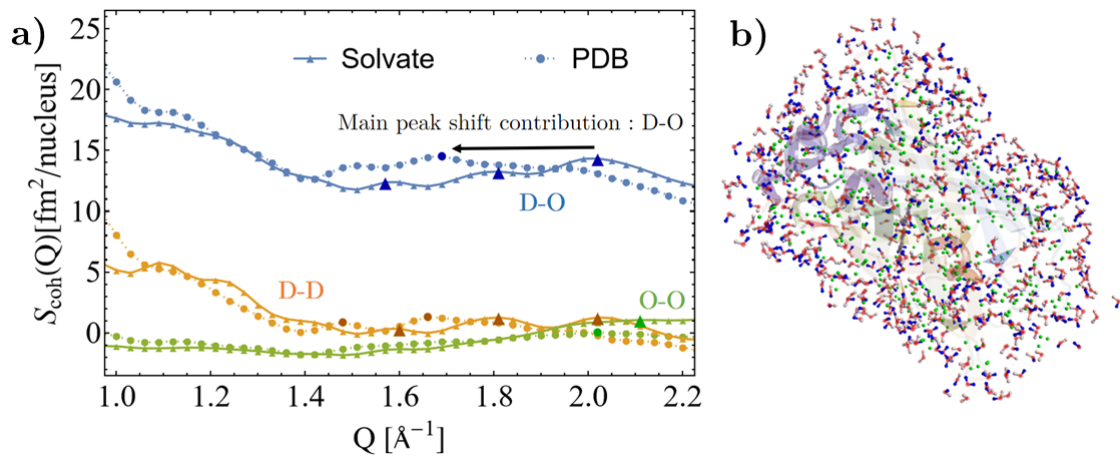 a)
b)
25
20
15
10
5
0
S_coh(Q)[fm²/nucleus]
Solvate PDB
Main peak shift contribution : D-O
D-O
D-D
O-O
1.0 1.2 1.4 1.6 1.8 2.0 2.2
Q [Å⁻¹]